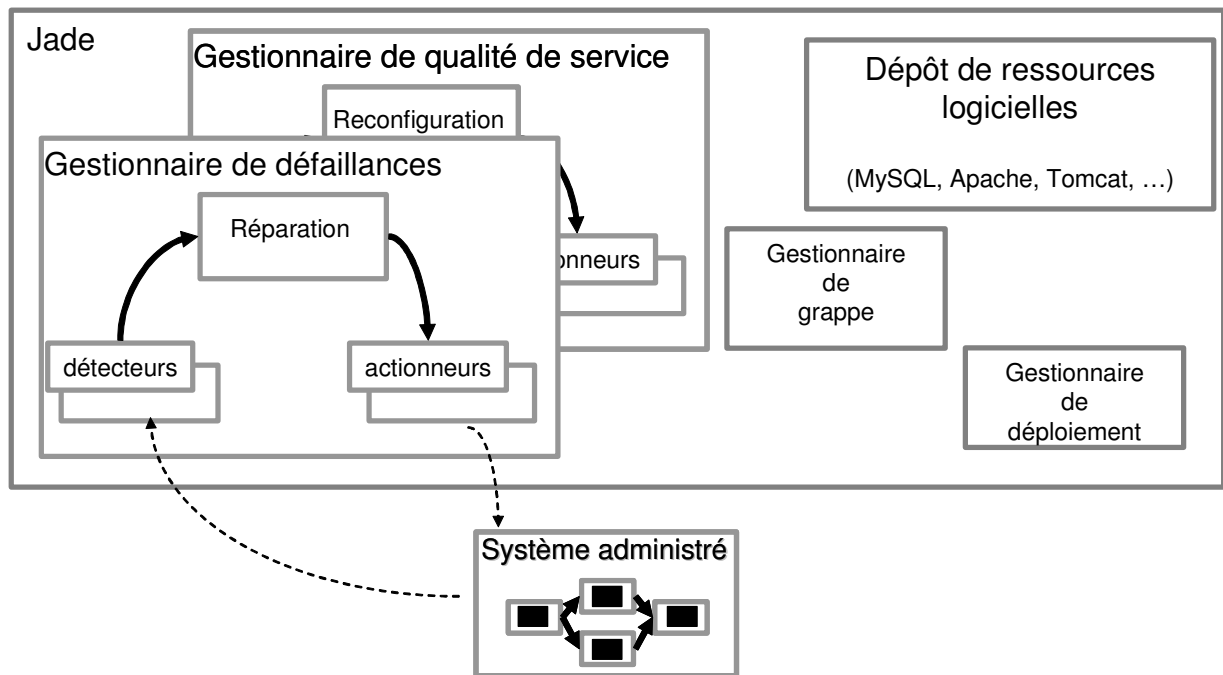 Jade
Gestionnaire de qualité de service
Reconfiguration
onneurs
Gestionnaire de défaillances
Réparation
détecteurs
actionneurs
Dépôt de ressources
logicielles
(MySQL, Apache, Tomcat, …)
Gestionnaire
de
grappe
Gestionnaire
de
déploiement
Système administré